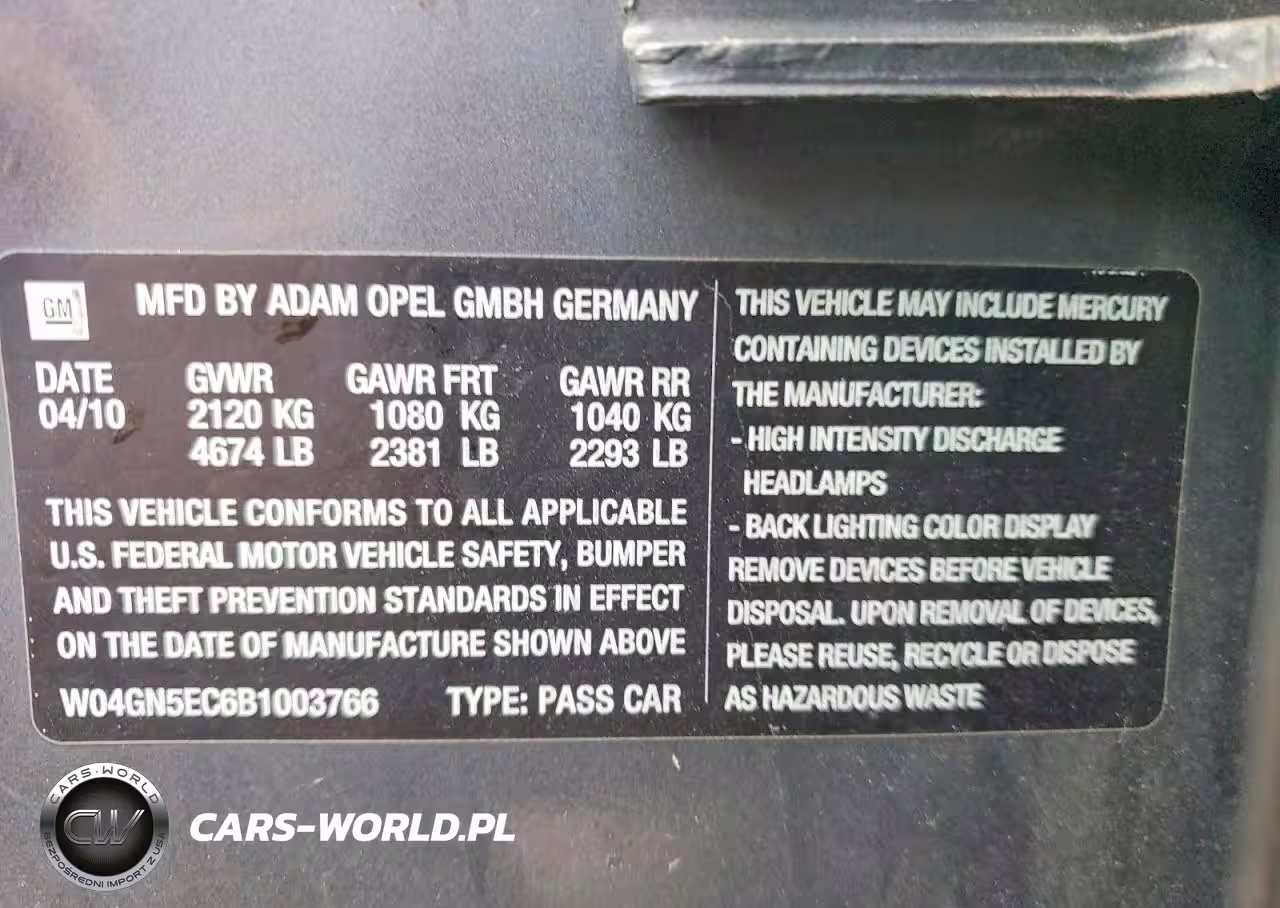 GM
MFD BY ADAM OPEL GMBH GERMANY
DATE GVWR GAWR FRT GAWR RR
04/10 2120 KG 1080 KG 1040 KG
4674 LB 2381 LB 2293 LB
THIS VEHICLE CONFORMS TO ALL APPLICABLE
U.S. FEDERAL MOTOR VEHICLE SAFETY, BUMPER
AND THEFT PREVENTION STANDARDS IN EFFECT
ON THE DATE OF MANUFACTURE SHOWN ABOVE
W04GN5EC6B1003766 TYPE: PASS CAR
THIS VEHICLE MAY INCLUDE MERCURY
CONTAINING DEVICES INSTALLED BY
THE MANUFACTURER:
- HIGH INTENSITY DISCHARGE
HEADLAMPS
- BACK LIGHTING COLOR DISPLAY
REMOVE DEVICES BEFORE VEHICLE
DISPOSAL. UPON REMOVAL OF DEVICES,
PLEASE REUSE, RECYCLE OR DISPOSE
AS HAZARDOUS WASTE
CARS-WORLD
CW
BEZPOŚREDNI IMPORT Z USA
CARS-WORLD.PL